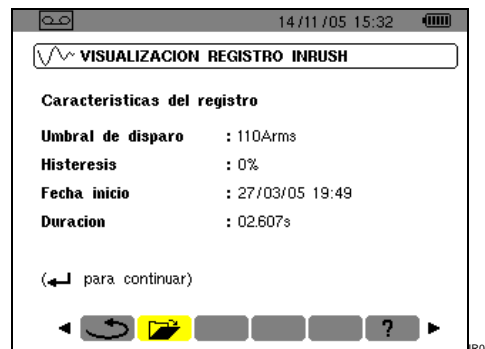 14/11/05 15:32
VISUALIZACION REGISTRO INRUSH
Caracteristicas del registro
Umbral de disparo : 110Arms
Histeresis : 0%
Fecha inicio : 27/03/05 19:49
Duracion : 02.607s
(↵ para continuar)
?